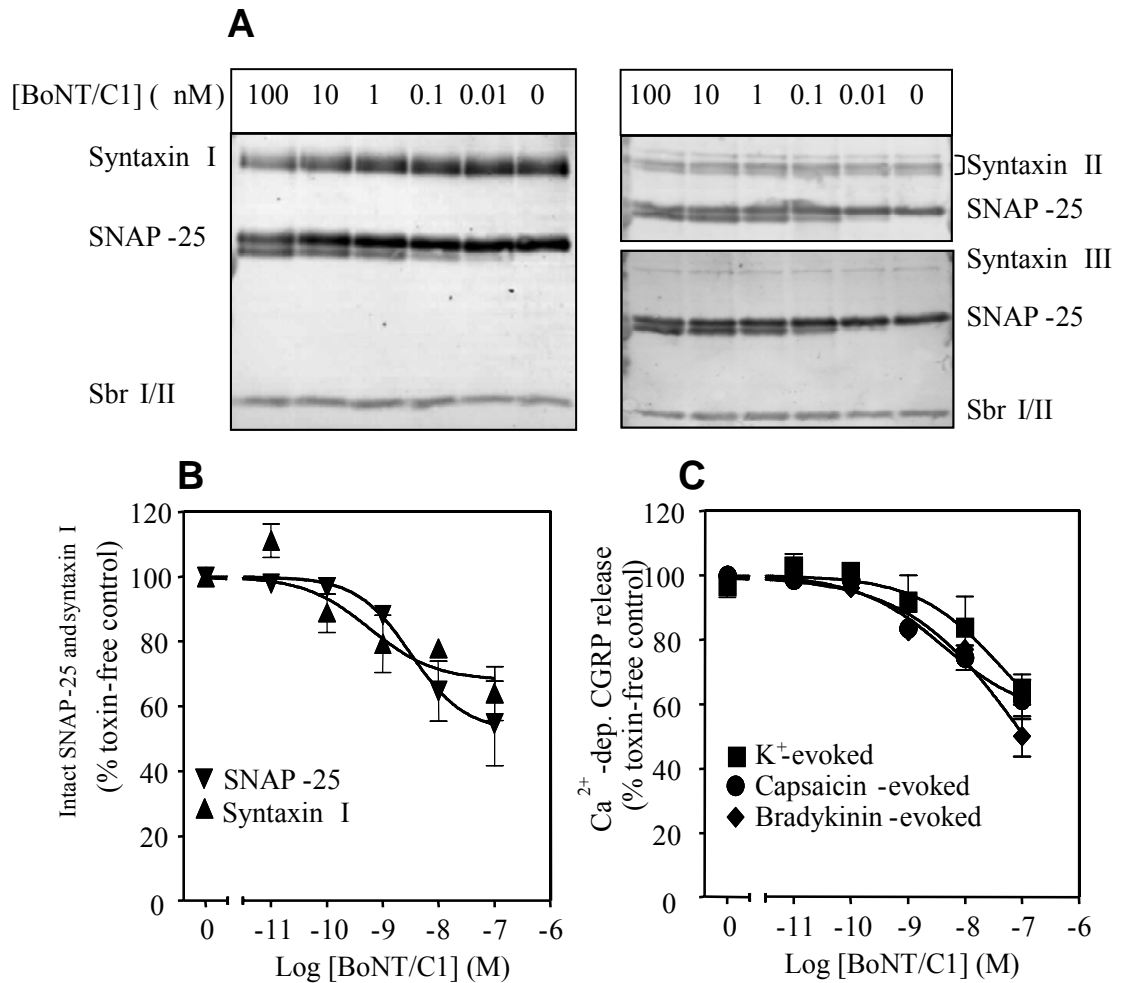 A
[BoNT/C1] ( nM) 100 10 1 0.1 0.01 0
Syntaxin I
SNAP -25
Sbr I/II
100 10 1 0.1 0.01 0
Syntaxin II
SNAP -25
Syntaxin III
SNAP -25
Sbr I/II
B
Intact SNAP-25 and syntaxin I
(% toxin-free control)
120
100
80
60
40
20
0
SNAP -25
Syntaxin I
0 -11 -10 -9 -8 -7 -6
Log [BoNT/C1] (M)
C
Ca2+ -dep. CGRP release
(% toxin-free control)
120
100
80
60
40
20
0
K+-evoked
Capsaicin -evoked
Bradykinin -evoked
0 -11 -10 -9 -8 -7 -6
Log [BoNT/C1] (M)